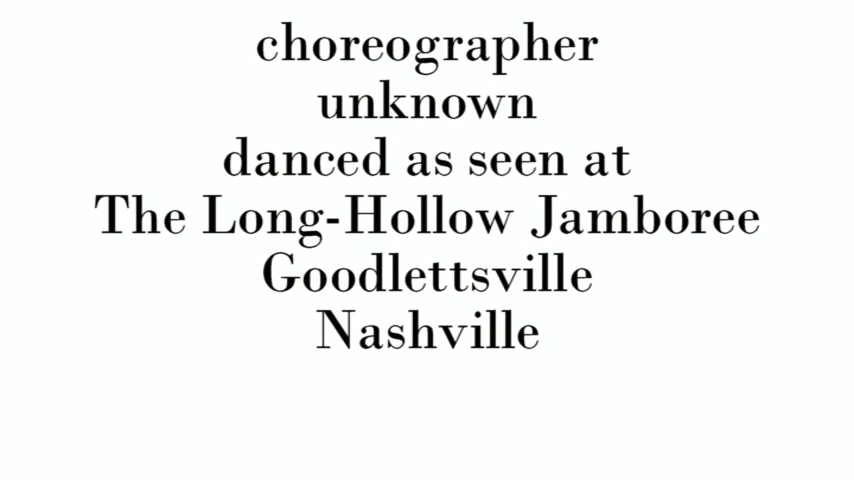 choreographer
unknown
danced as seen at
The Long-Hollow Jamboree
Goodlettsville
Nashville